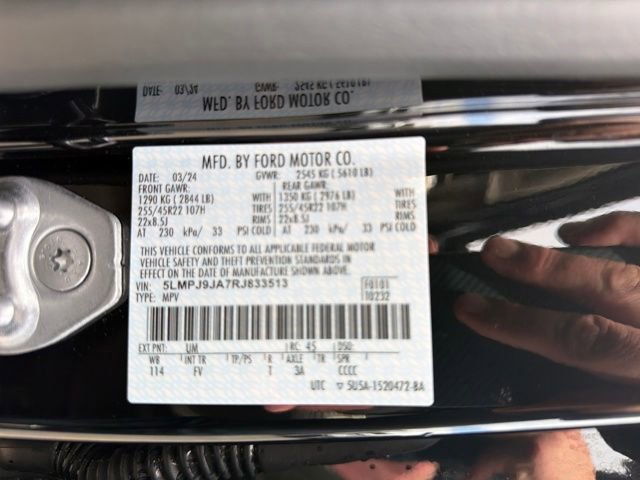 MFD. BY FORD MOTOR CO.
DATE: 03/24 GVWR: 2545 KG ( 5610 LB)
FRONT GAWR: REAR GAWR:
1290 KG ( 2844 LB) WITH 1350 KG ( 2976 LB) WITH
255/45R22 107H TIRES 255/45R22 107H TIRES
22x8.5J RIMS 22x8.5J RIMS
AT 230 kPa/ 33 PSI COLD AT 230 kPa/ 33 PSI COLD
THIS VEHICLE CONFORMS TO ALL APPLICABLE FEDERAL MOTOR
VEHICLE SAFETY AND THEFT PREVENTION STANDARDS IN
EFFECT ON THE DATE OF MANUFACTURE SHOWN ABOVE.
VIN: 5LMPJ9JA7RJ833513 F0101
TYPE: MPV T0232
EXT PNT: UM RC: 45 DSO:
WB INT TR TP/PS R AXLE TR SPR
114 FV T 3A CCCC
UTC ▽ 5U5A-1520472-BA